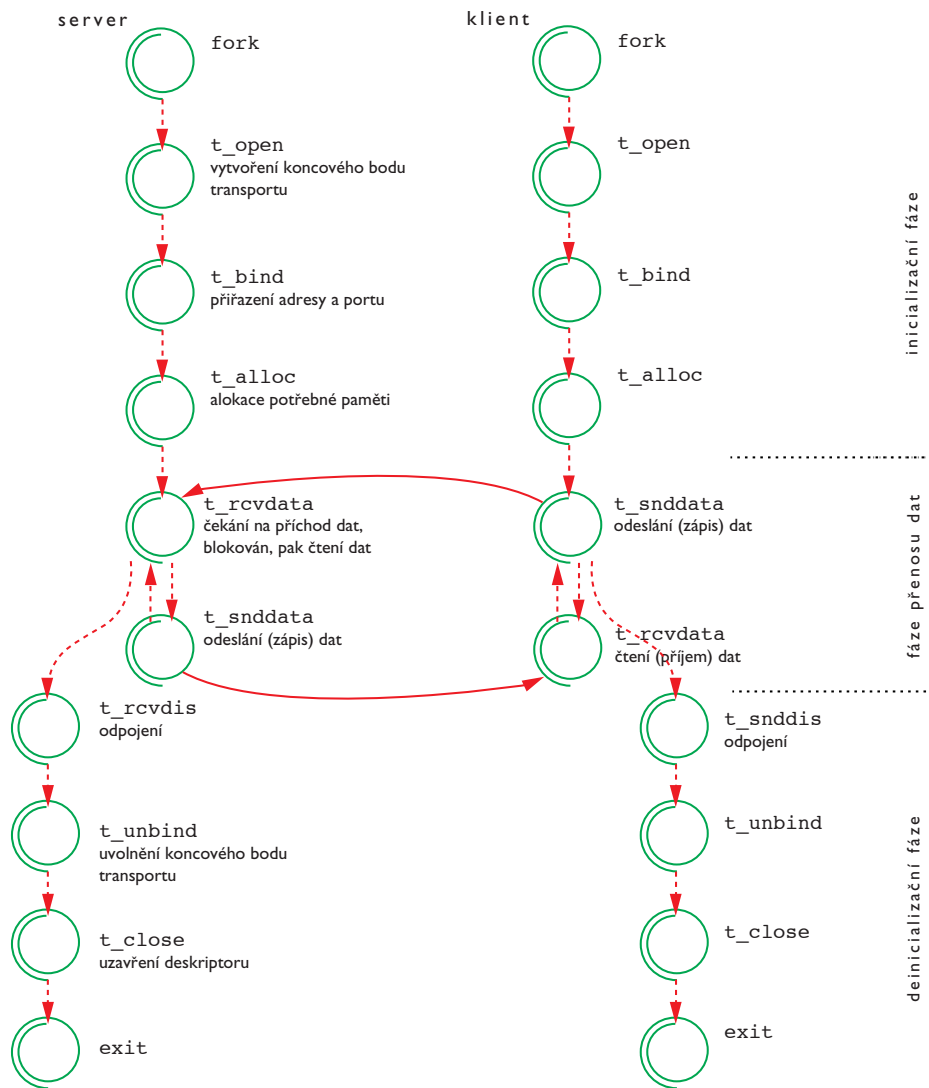 server
klient
fork
fork
t_open
vytvoření koncového bodu
transportu
t_open
t_bind
přiřazení adresy a portu
t_bind
t_alloc
alokace potřebné paměti
t_alloc
inicializační fáze
t_rcvdata
čekání na příchod dat,
blokován, pak čtení dat
t_snddata
odeslání (zápis) dat
t_snddata
odeslání (zápis) dat
t_rcvdata
čtení (příjem) dat
fáze přenosu dat
t_rcvdis
odpojení
t_snddis
odpojení
t_unbind
uvolnění koncového bodu
transportu
t_unbind
t_close
uzavření deskriptoru
t_close
exit
exit
deinicializační fáze